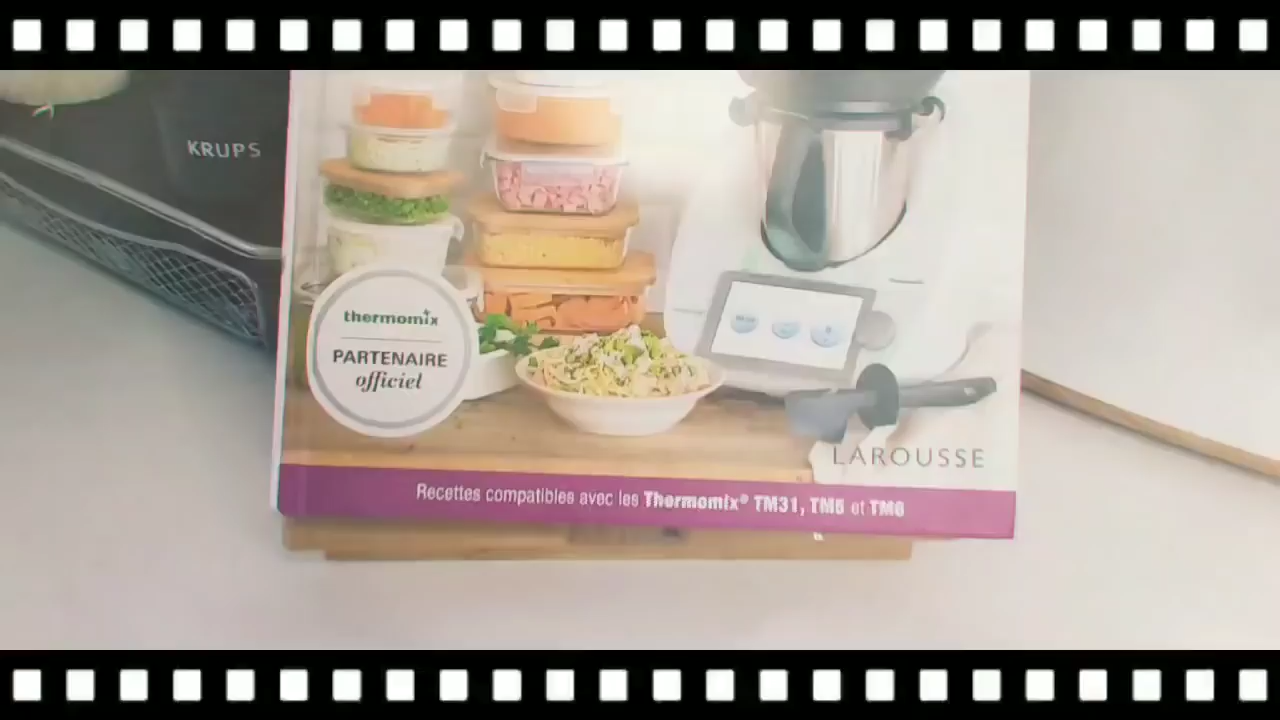 KRUPS
thermomix
PARTENAIRE
officiel
LAROUSSE
Recettes compatibles avec les Thermomix® TM31, TM5 et TM6